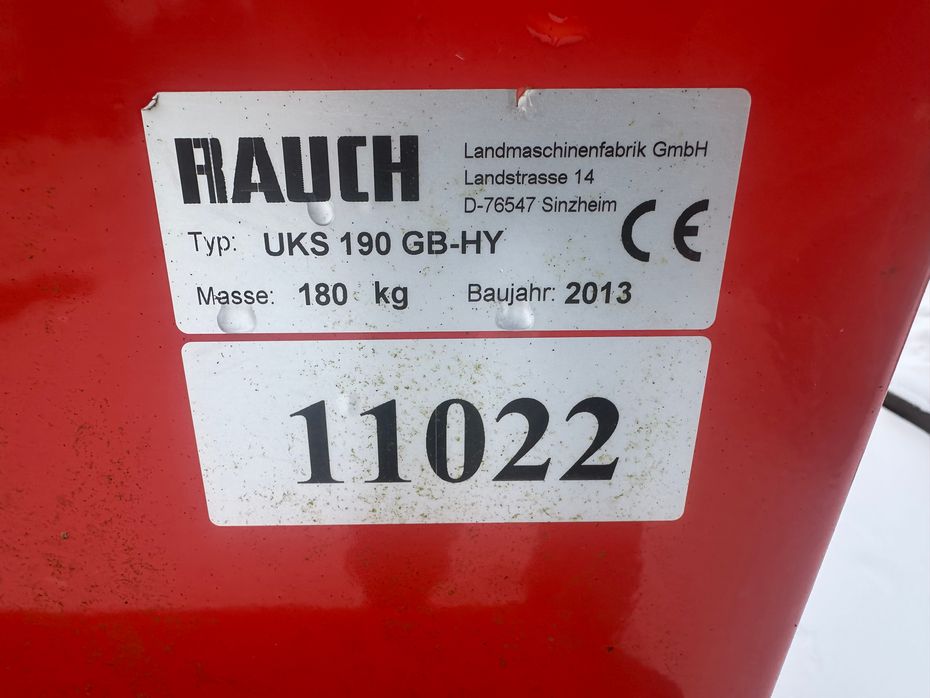 RAUCH
Landmaschinenfabrik GmbH
Landstrasse 14
D-76547 Sinzheim
Typ: UKS 190 GB-HY
CE
Masse: 180 kg Baujahr: 2013
11022